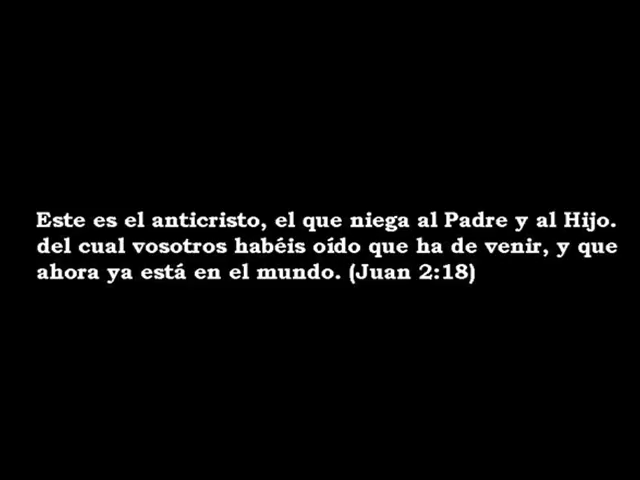 Este es el anticristo, el que niega al Padre y al Hijo.
del cual vosotros habéis oído que ha de venir, y que
ahora ya está en el mundo. (Juan 2:18)